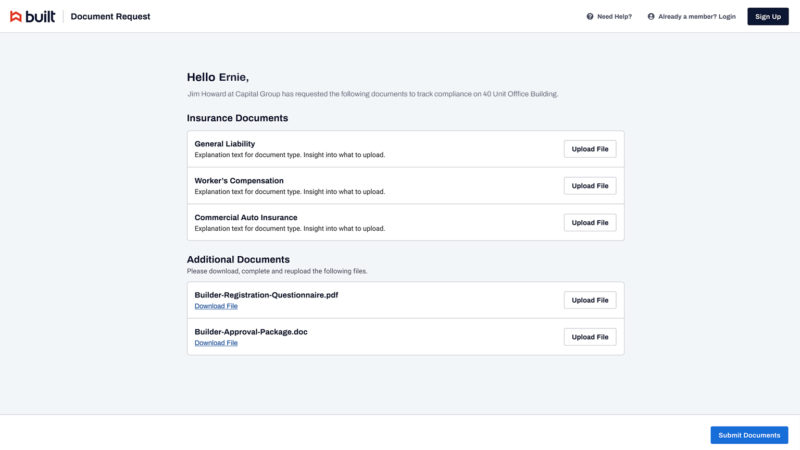 built
Document Request
Need Help?
Already a member? Login
Sign Up
Hello Ernie,
Jim Howard at Capital Group has requested the following documents to track compliance on 40 Unit Offfice Building.
Insurance Documents
General Liability
Explanation text for document type. Insight into what to upload.
Upload File
Worker's Compensation
Explanation text for document type. Insight into what to upload.
Upload File
Commercial Auto Insurance
Explanation text for document type. Insight into what to upload.
Upload File
Additional Documents
Please download, complete and reupload the following files.
Builder-Registration-Questionnaire.pdf
Download File
Upload File
Builder-Approval-Package.doc
Download File
Upload File
Submit Documents